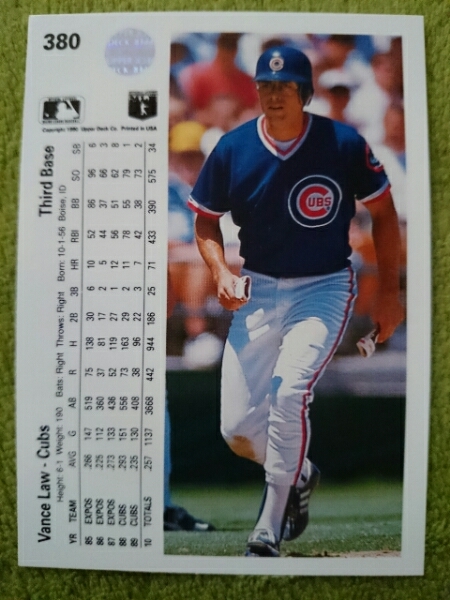 380
Vance Law - Cubs Third Base
Height: 6-1 Weight: 190 Bats: Right Throws: Right Born: 10-1-56 Boise, ID
YR TEAM AVG G AB R H 2B 3B HR RBI BB SO SB
85 EXPOS .266 147 519 75 138 30 6 10 52 86 96 6
86 EXPOS .225 112 360 37 81 17 2 5 44 37 66 3
87 EXPOS .273 133 436 52 119 27 1 12 56 51 62 8
88 CUBS .293 151 556 73 163 29 2 11 78 55 79 1
89 CUBS .235 130 408 38 96 22 3 7 42 38 73 2
10 TOTALS .257 1137 3668 442 944 186 25 71 433 390 575 34
Copyright 1990 Upper Deck Co. Printed in USA
CUBS